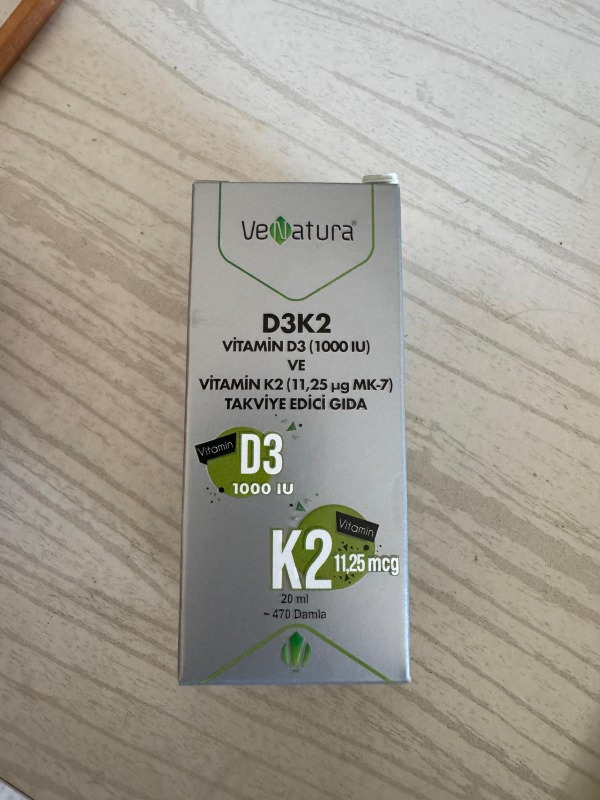 VeNatura®
D3K2
VİTAMİN D3 (1000 IU)
VE
VİTAMİN K2 (11,25 µg MK-7)
TAKVİYE EDİCİ GIDA
Vitamin
D3
1000 IU
Vitamin
K2 11,25 mcg
20 ml
~ 470 Damla